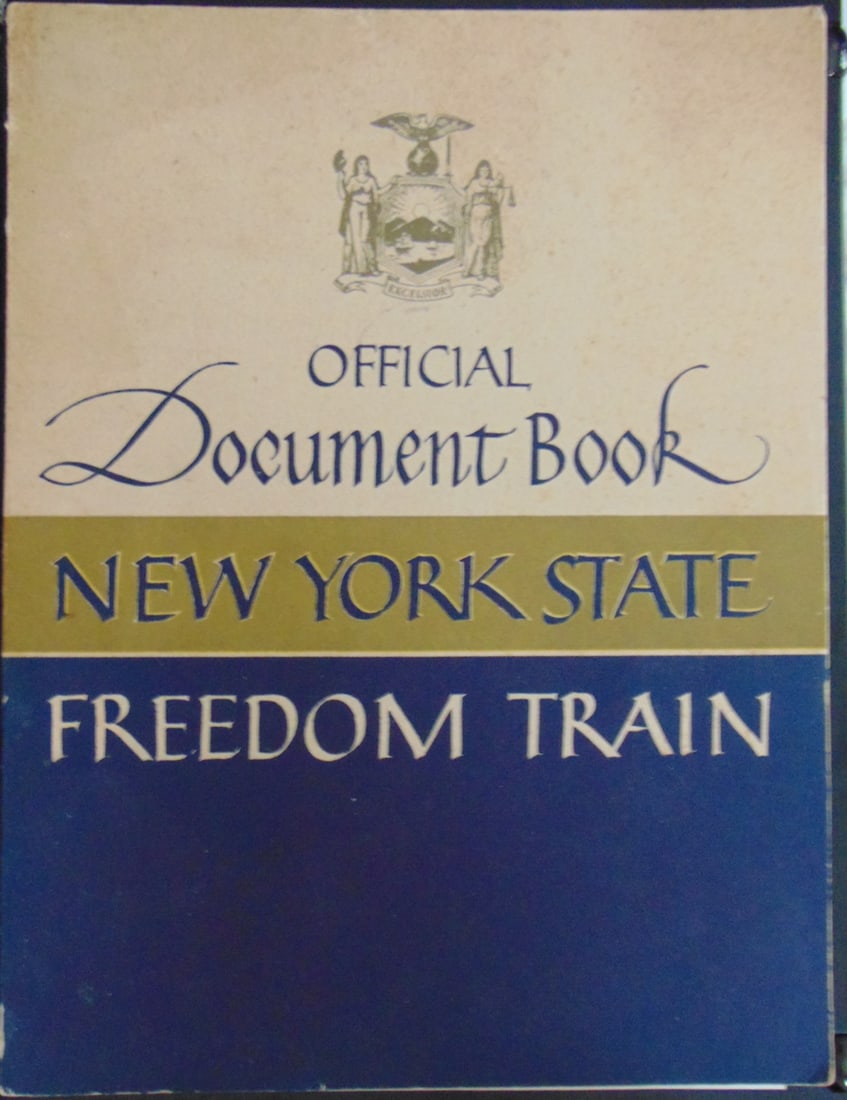 EXCELSIOR
OFFICIAL
Document Book
NEW YORK STATE
FREEDOM TRAIN